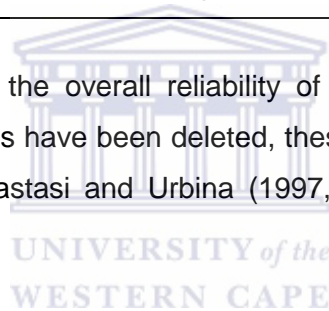 the overall reliability of
s have been deleted, thes
astasi and Urbina (1997,
UNIVERSITY of the
WESTERN CAPE